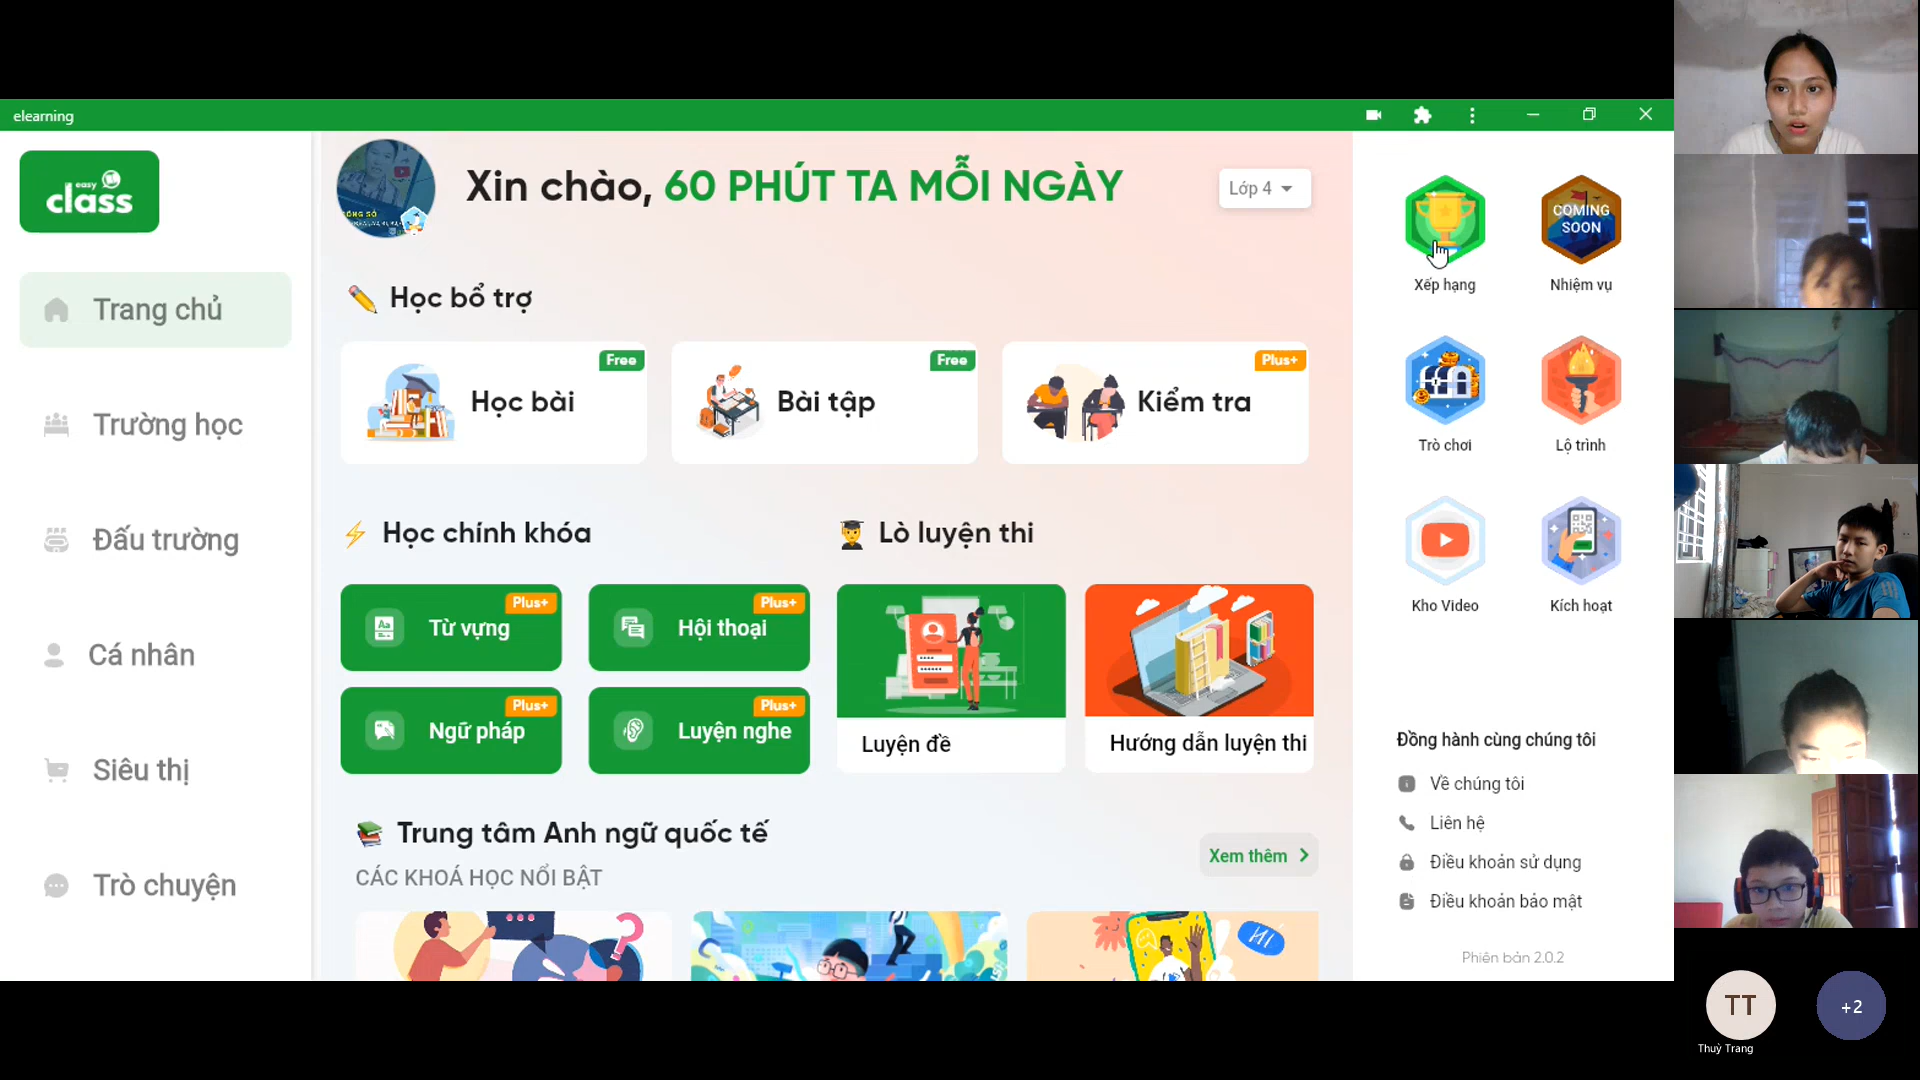 elearning
easy
class
Xin chào, 60 PHÚT TA MỖI NGÀY
Lớp 4
Trang chủ
Trường học
Đấu trường
Cá nhân
Siêu thị
Trò chuyện
Học bổ trợ
Free
Học bài
Free
Bài tập
Plus+
Kiểm tra
Học chính khóa
Plus+
Từ vựng
Plus+
Hội thoại
Plus+
Ngữ pháp
Plus+
Luyện nghe
Lò luyện thi
Luyện đề
Hướng dẫn luyện thi
Trung tâm Anh ngữ quốc tế
CÁC KHOÁ HỌC NỔI BẬT
Xem thêm
HI
Xếp hạng
COMING
SOON
Nhiệm vụ
Trò chơi
Lộ trình
Kho Video
Kích hoạt
Đồng hành cùng chúng tôi
Về chúng tôi
Liên hệ
Điều khoản sử dụng
Điều khoản bảo mật
Phiên bản 2.0.2
TT
Thuỳ Trang
+2